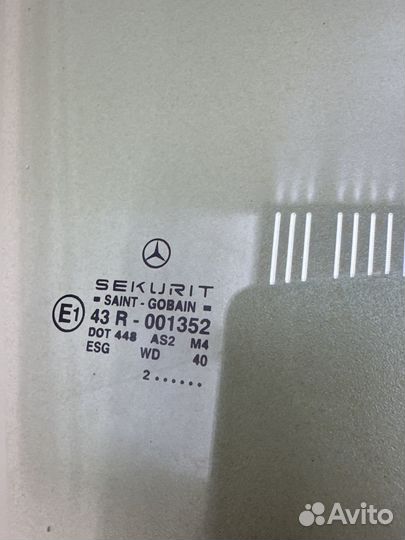 SEKURIT
SAINT-GOBAIN
E1 43 R - 001352
DOT 448 AS2 M4
ESG WD 40
2 ......
Avito